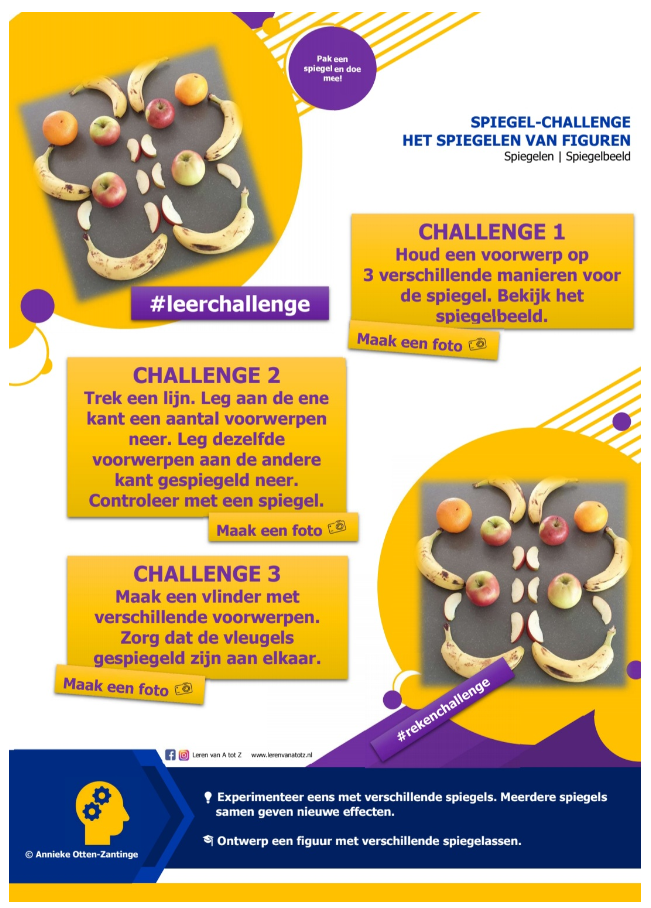 Pak een
spiegel en doe
mee!
SPIEGEL-CHALLENGE
HET SPIEGELEN VAN FIGUREN
Spiegelen | Spiegelbeeld
#leerchallenge
CHALLENGE 1
Houd een voorwerp op
3 verschillende manieren voor
de spiegel. Bekijk het
spiegelbeeld.
Maak een foto
CHALLENGE 2
Trek een lijn. Leg aan de ene
kant een aantal voorwerpen
neer. Leg dezelfde
voorwerpen aan de andere
kant gespiegeld neer.
Controleer met een spiegel.
Maak een foto
CHALLENGE 3
Maak een vlinder met
verschillende voorwerpen.
Zorg dat de vleugels
gespiegeld zijn aan elkaar.
Maak een foto
#rekenchallenge
Leren van A tot Z www.lerenvanatotz.nl
Experimenteer eens met verschillende spiegels. Meerdere spiegels
samen geven nieuwe effecten.
Ontwerp een figuur met verschillende spiegelassen.
© Annieke Otten-Zantinge